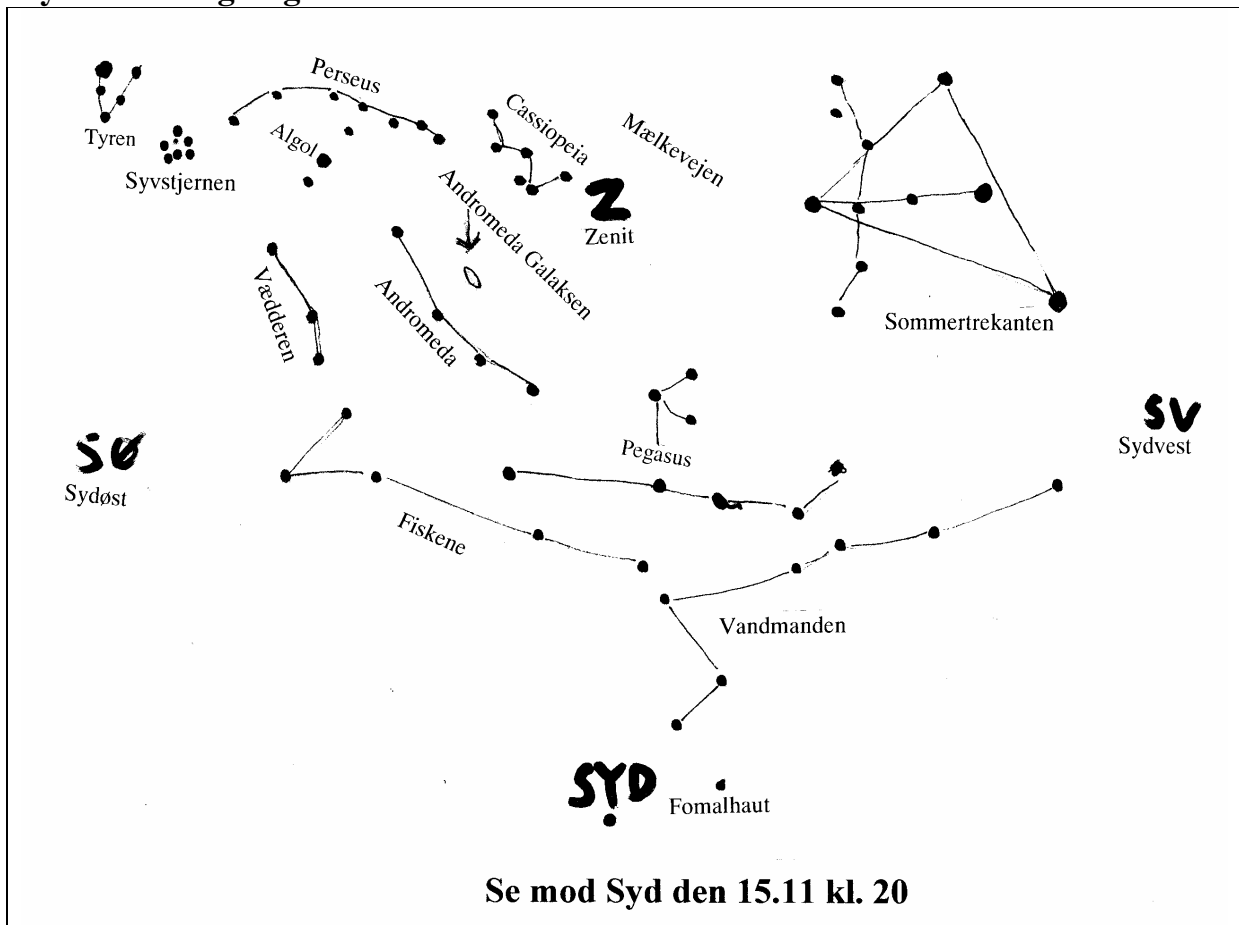 Perseus
Cassiopeia
Mælkevejen
Tyren
Algol
Syvstjernen
Andromeda Galaksen
Z
Zenit
Vædderen
Andromeda
Sommertrekanten
SØ
Sydøst
SV
Sydvest
Pegasus
Fiskene
Vandmanden
SYD
Fomalhaut
Se mod Syd den 15.11 kl. 20